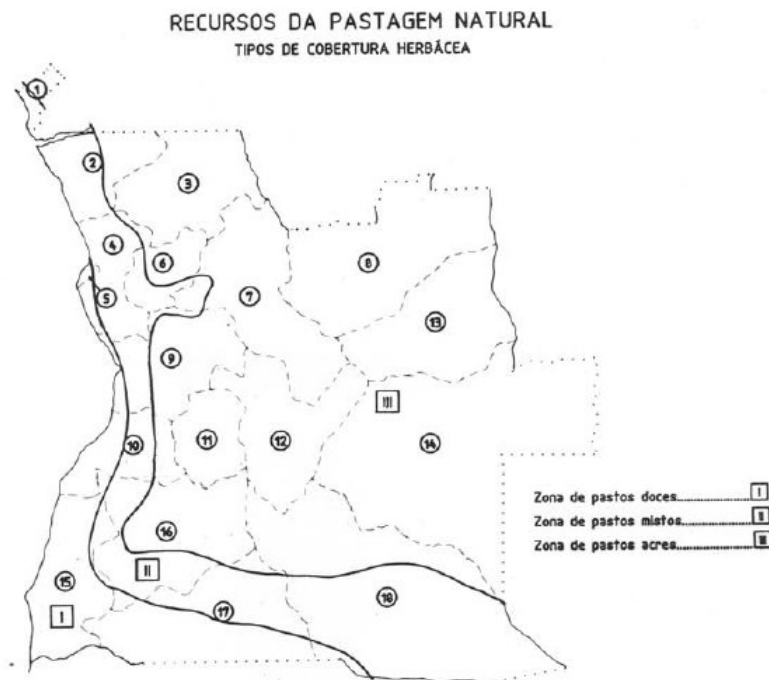 RECURSOS DA PASTAGEM NATURAL
TIPOS DE COBERTURA HERBÁCEA
1
2
3
4
6
8
5
7
13
9
III
10
11
12
14
Zona de pastos doces I
Zona de pastos mistos II
Zona de pastos acres III
16
II
15
I
17
18